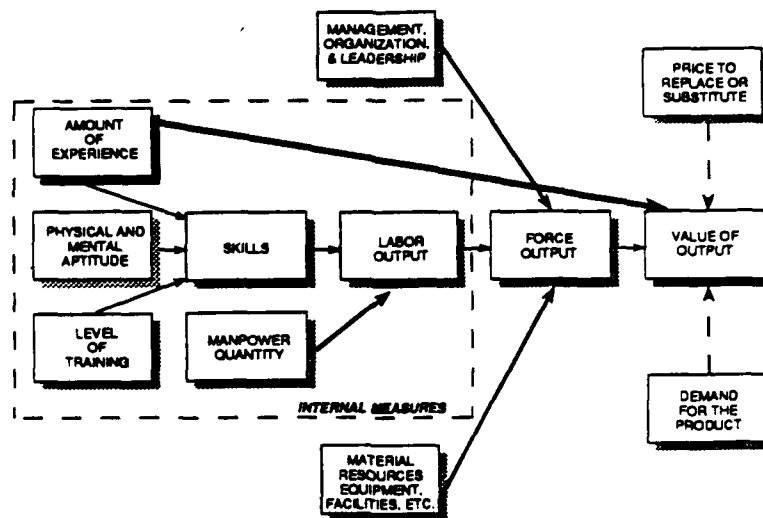 MANAGEMENT,
ORGANIZATION,
& LEADERSHIP
PRICE TO
REPLACE OR
SUBSTITUTE
AMOUNT
OF
EXPERIENCE
PHYSICAL AND
MENTAL
APTITUDE
SKILLS
LABOR
OUTPUT
FORCE
OUTPUT
VALUE OF
OUTPUT
LEVEL
OF
TRAINING
MANPOWER
QUANTITY
INTERNAL MEASURES
DEMAND
FOR THE
PRODUCT
MATERIAL
RESOURCES
EQUIPMENT,
FACILITIES, ETC.